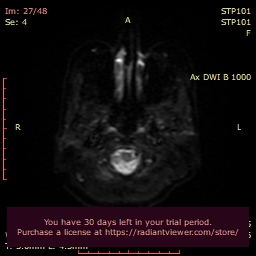 Im: 27/48
Se: 4
STP101
STP101
F
A
Ax DWI B 1000
R
L
You have 30 days left in your trial period.
Purchase a license at https://radiantviewer.com/store/